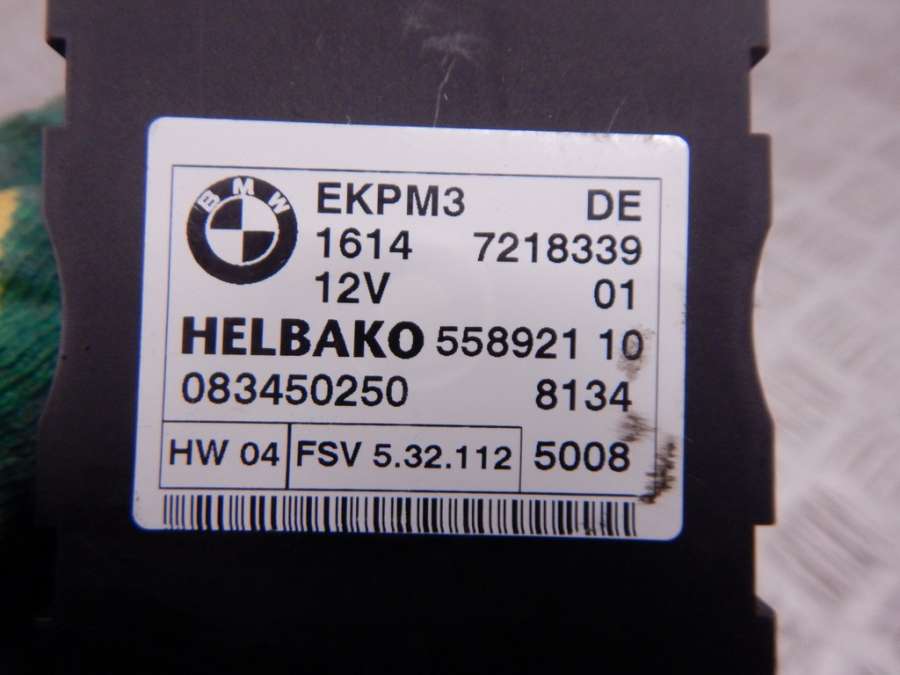 BMW
EKPM3 DE
1614 7218339
12V 01
HELBAKO 558921 10
083450250 8134
HW 04 FSV 5.32.112 5008